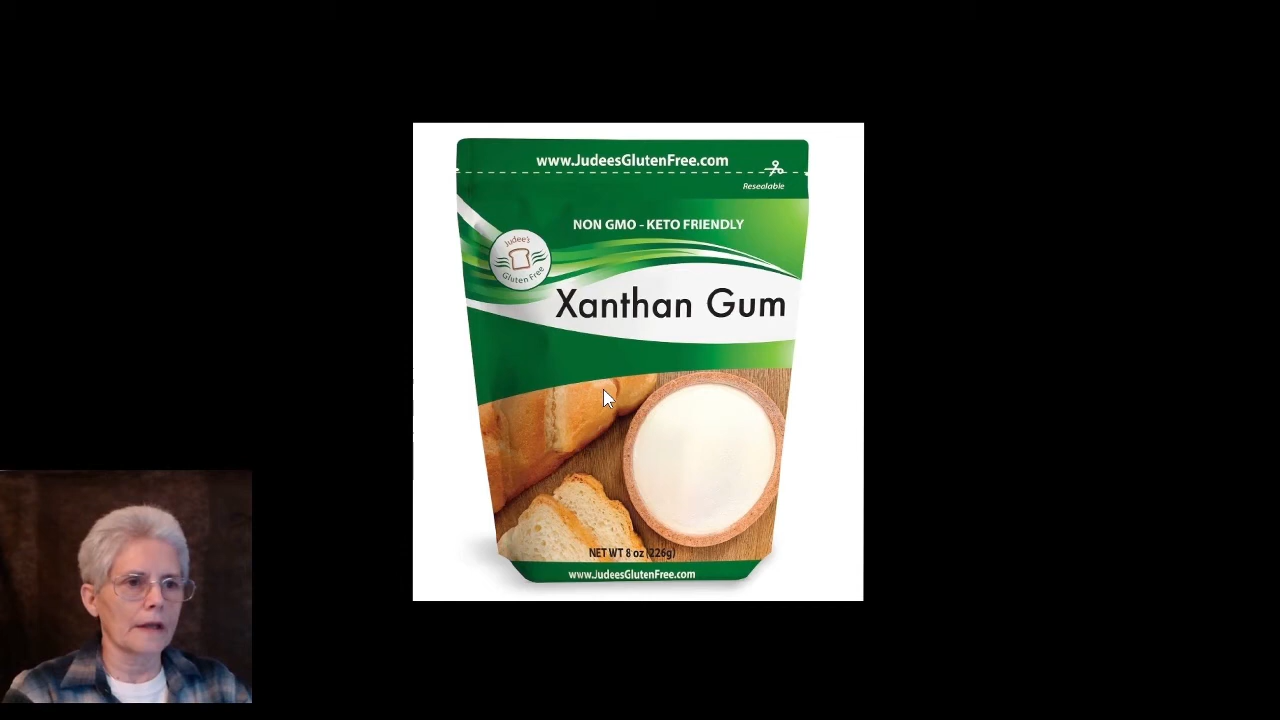 www.JudeesGlutenFree.com
Resealable
NON GMO - KETO FRIENDLY
Judee's
Gluten Free
Xanthan Gum
NET WT 8 oz (226g)
www.JudeesGlutenFree.com